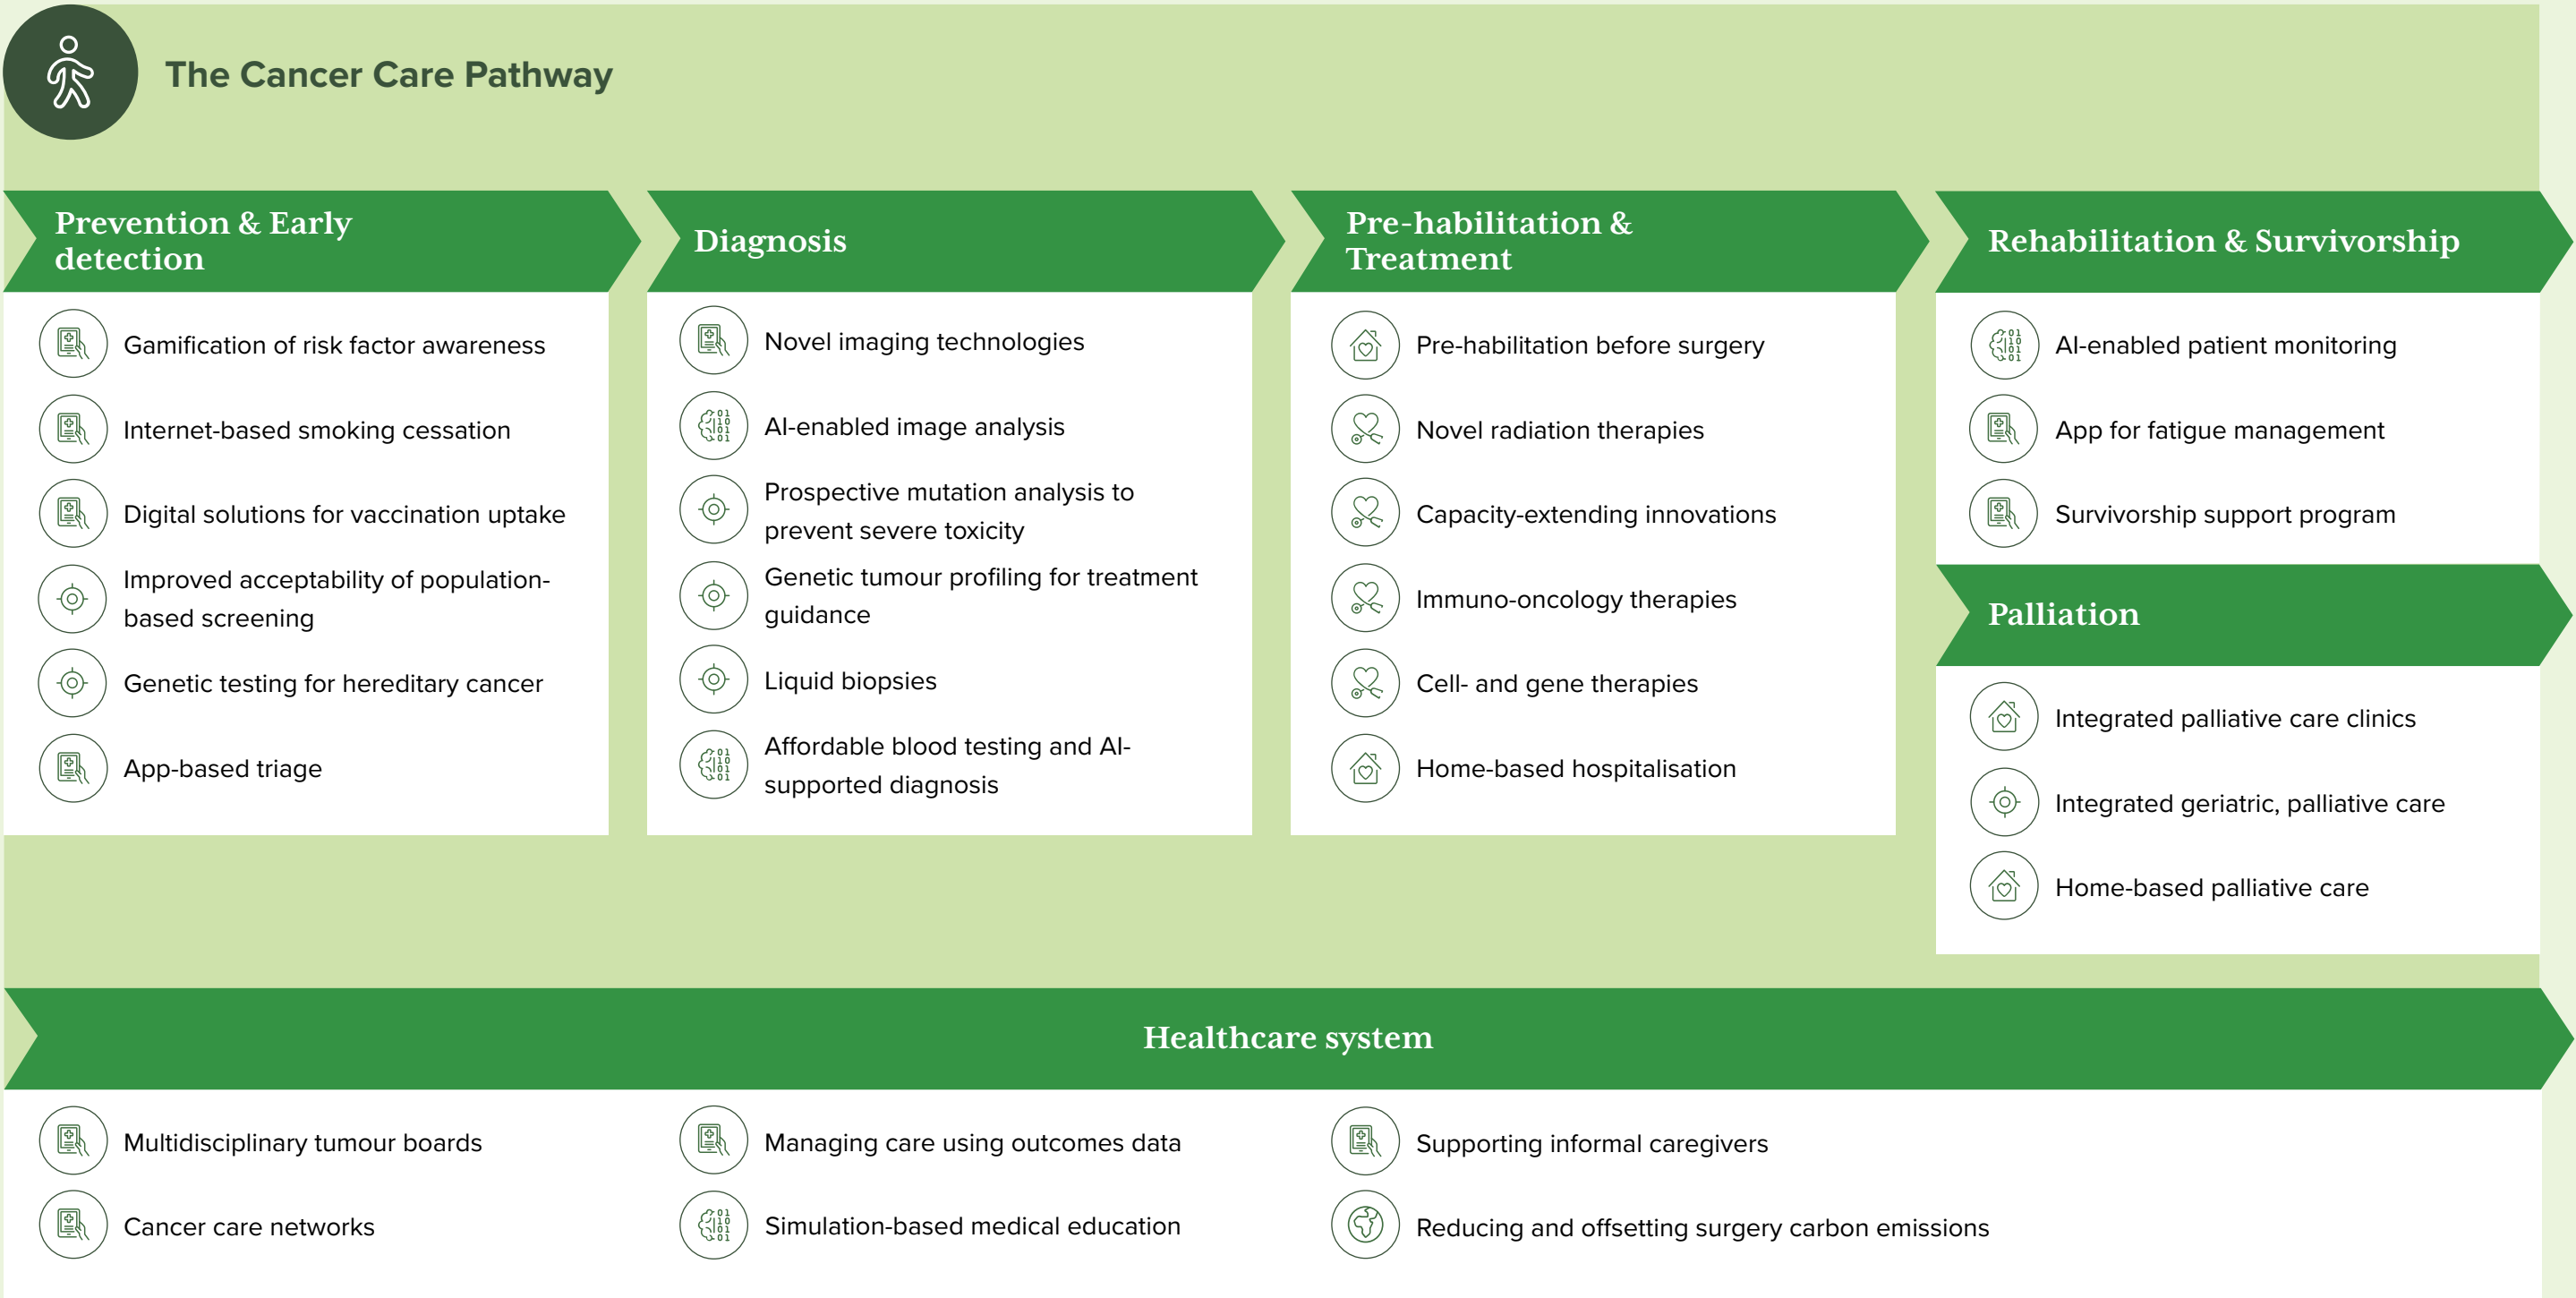 The Cancer Care Pathway
Prevention & Early
detection
Gamification of risk factor awareness
Internet-based smoking cessation
Digital solutions for vaccination uptake
Improved acceptability of population-
based screening
Genetic testing for hereditary cancer
App-based triage
Diagnosis
Novel imaging technologies
AI-enabled image analysis
Prospective mutation analysis to
prevent severe toxicity
Genetic tumour profiling for treatment
guidance
Liquid biopsies
Affordable blood testing and AI-
supported diagnosis
Pre-habilitation &
Treatment
Pre-habilitation before surgery
Novel radiation therapies
Capacity-extending innovations
Immuno-oncology therapies
Cell- and gene therapies
Home-based hospitalisation
Rehabilitation & Survivorship
AI-enabled patient monitoring
App for fatigue management
Survivorship support program
Palliation
Integrated palliative care clinics
Integrated geriatric, palliative care
Home-based palliative care
Healthcare system
Multidisciplinary tumour boards
Cancer care networks
Managing care using outcomes data
Simulation-based medical education
Supporting informal caregivers
Reducing and offsetting surgery carbon emissions